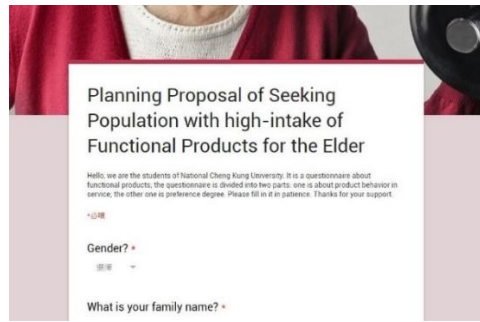 Planning Proposal of Seeking
Population with high-intake of
Functional Products for the Elder
Hello, we are the students of National Cheng Kung University. It is a questionnaire about
functional products, the questionnaire is divided into two parts: one is about product behavior in
service; the other one is preference degree. Please fill in it in patience. Thanks for your support.
*必填
Gender? *
選擇
What is your family name? *